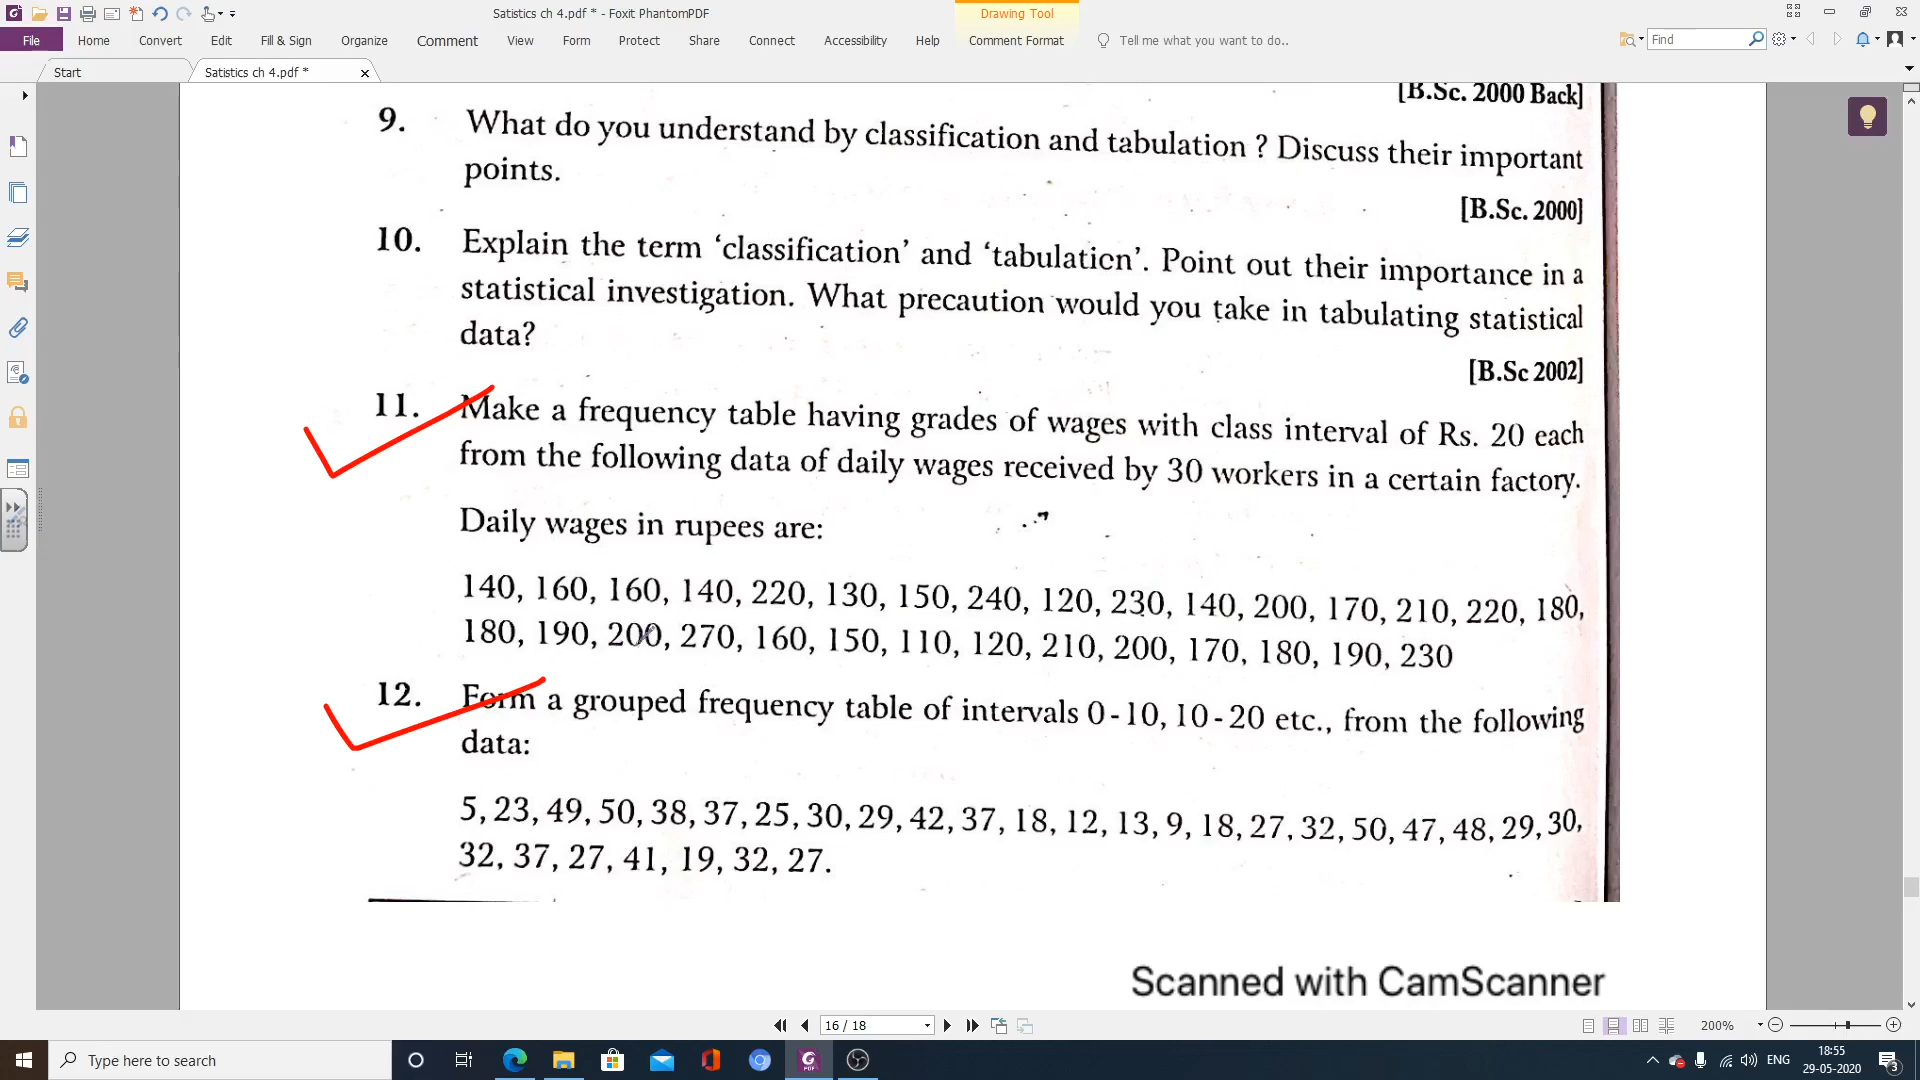 Satistics ch 4.pdf * - Foxit PhantomPDF
Drawing Tool
File Home Convert Edit Fill & Sign Organize Comment View Form Protect Share Connect Accessibility Help Comment Format Tell me what you want to do.. Find
Start Satistics ch 4.pdf *
[B.Sc. 2000 Back]
9. What do you understand by classification and tabulation ? Discuss their important
points.
[B.Sc. 2000]
10. Explain the term ‘classification’ and ‘tabulation’. Point out their importance in a
statistical investigation. What precaution would you take in tabulating statistical
data?
[B.Sc 2002]
11. Make a frequency table having grades of wages with class interval of Rs. 20 each
from the following data of daily wages received by 30 workers in a certain factory.
Daily wages in rupees are:
140, 160, 160, 140, 220, 130, 150, 240, 120, 230, 140, 200, 170, 210, 220, 180,
180, 190, 200, 270, 160, 150, 110, 120, 210, 200, 170, 180, 190, 230
12. Form a grouped frequency table of intervals 0-10, 10-20 etc., from the following
data:
5, 23, 49, 50, 38, 37, 25, 30, 29, 42, 37, 18, 12, 13, 9, 18, 27, 32, 50, 47, 48, 29, 30,
32, 37, 27, 41, 19, 32, 27.
Scanned with CamScanner
16 / 18 200%
Type here to search ENG 18:55
29-05-2020 3